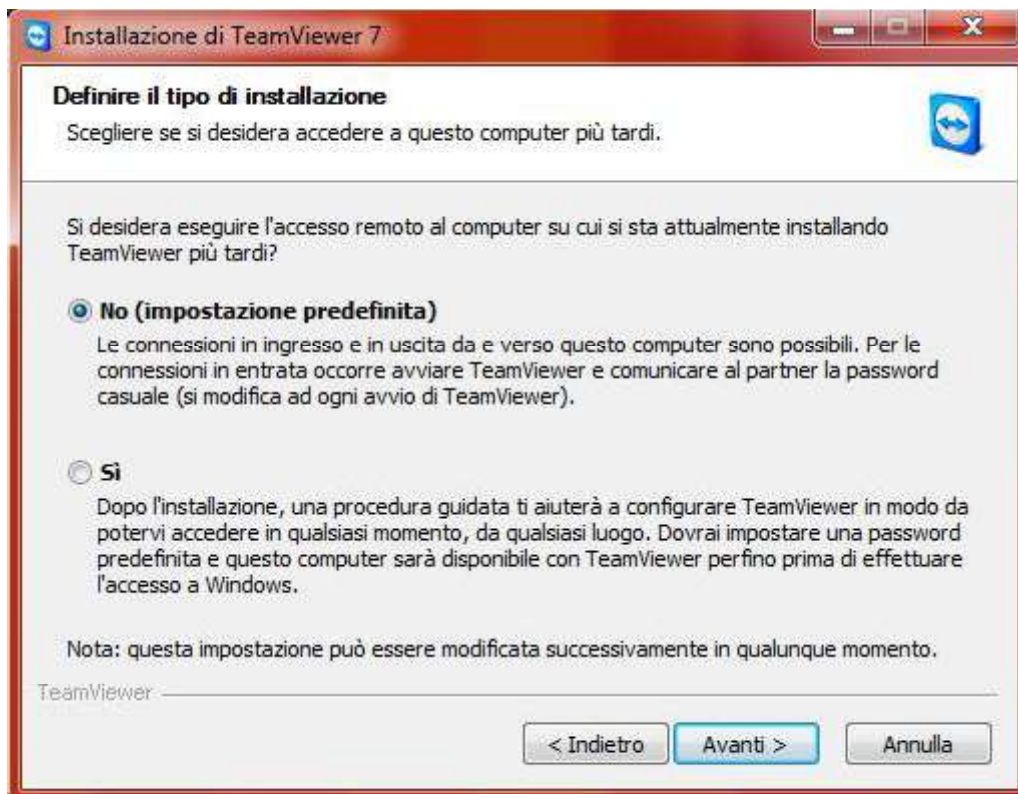 Installazione di TeamViewer 7
Definire il tipo di installazione
Scegliere se si desidera accedere a questo computer più tardi.
Si desidera eseguire l'accesso remoto al computer su cui si sta attualmente installando
TeamViewer più tardi?
No (impostazione predefinita)
Le connessioni in ingresso e in uscita da e verso questo computer sono possibili. Per le
connessioni in entrata occorre avviare TeamViewer e comunicare al partner la password
casuale (si modifica ad ogni avvio di TeamViewer).
Sì
Dopo l'installazione, una procedura guidata ti aiuterà a configurare TeamViewer in modo da
potervi accedere in qualsiasi momento, da qualsiasi luogo. Dovrai impostare una password
predefinita e questo computer sarà disponibile con TeamViewer perfino prima di effettuare
l'accesso a Windows.
Nota: questa impostazione può essere modificata successivamente in qualunque momento.
TeamViewer
< Indietro Avanti > Annulla